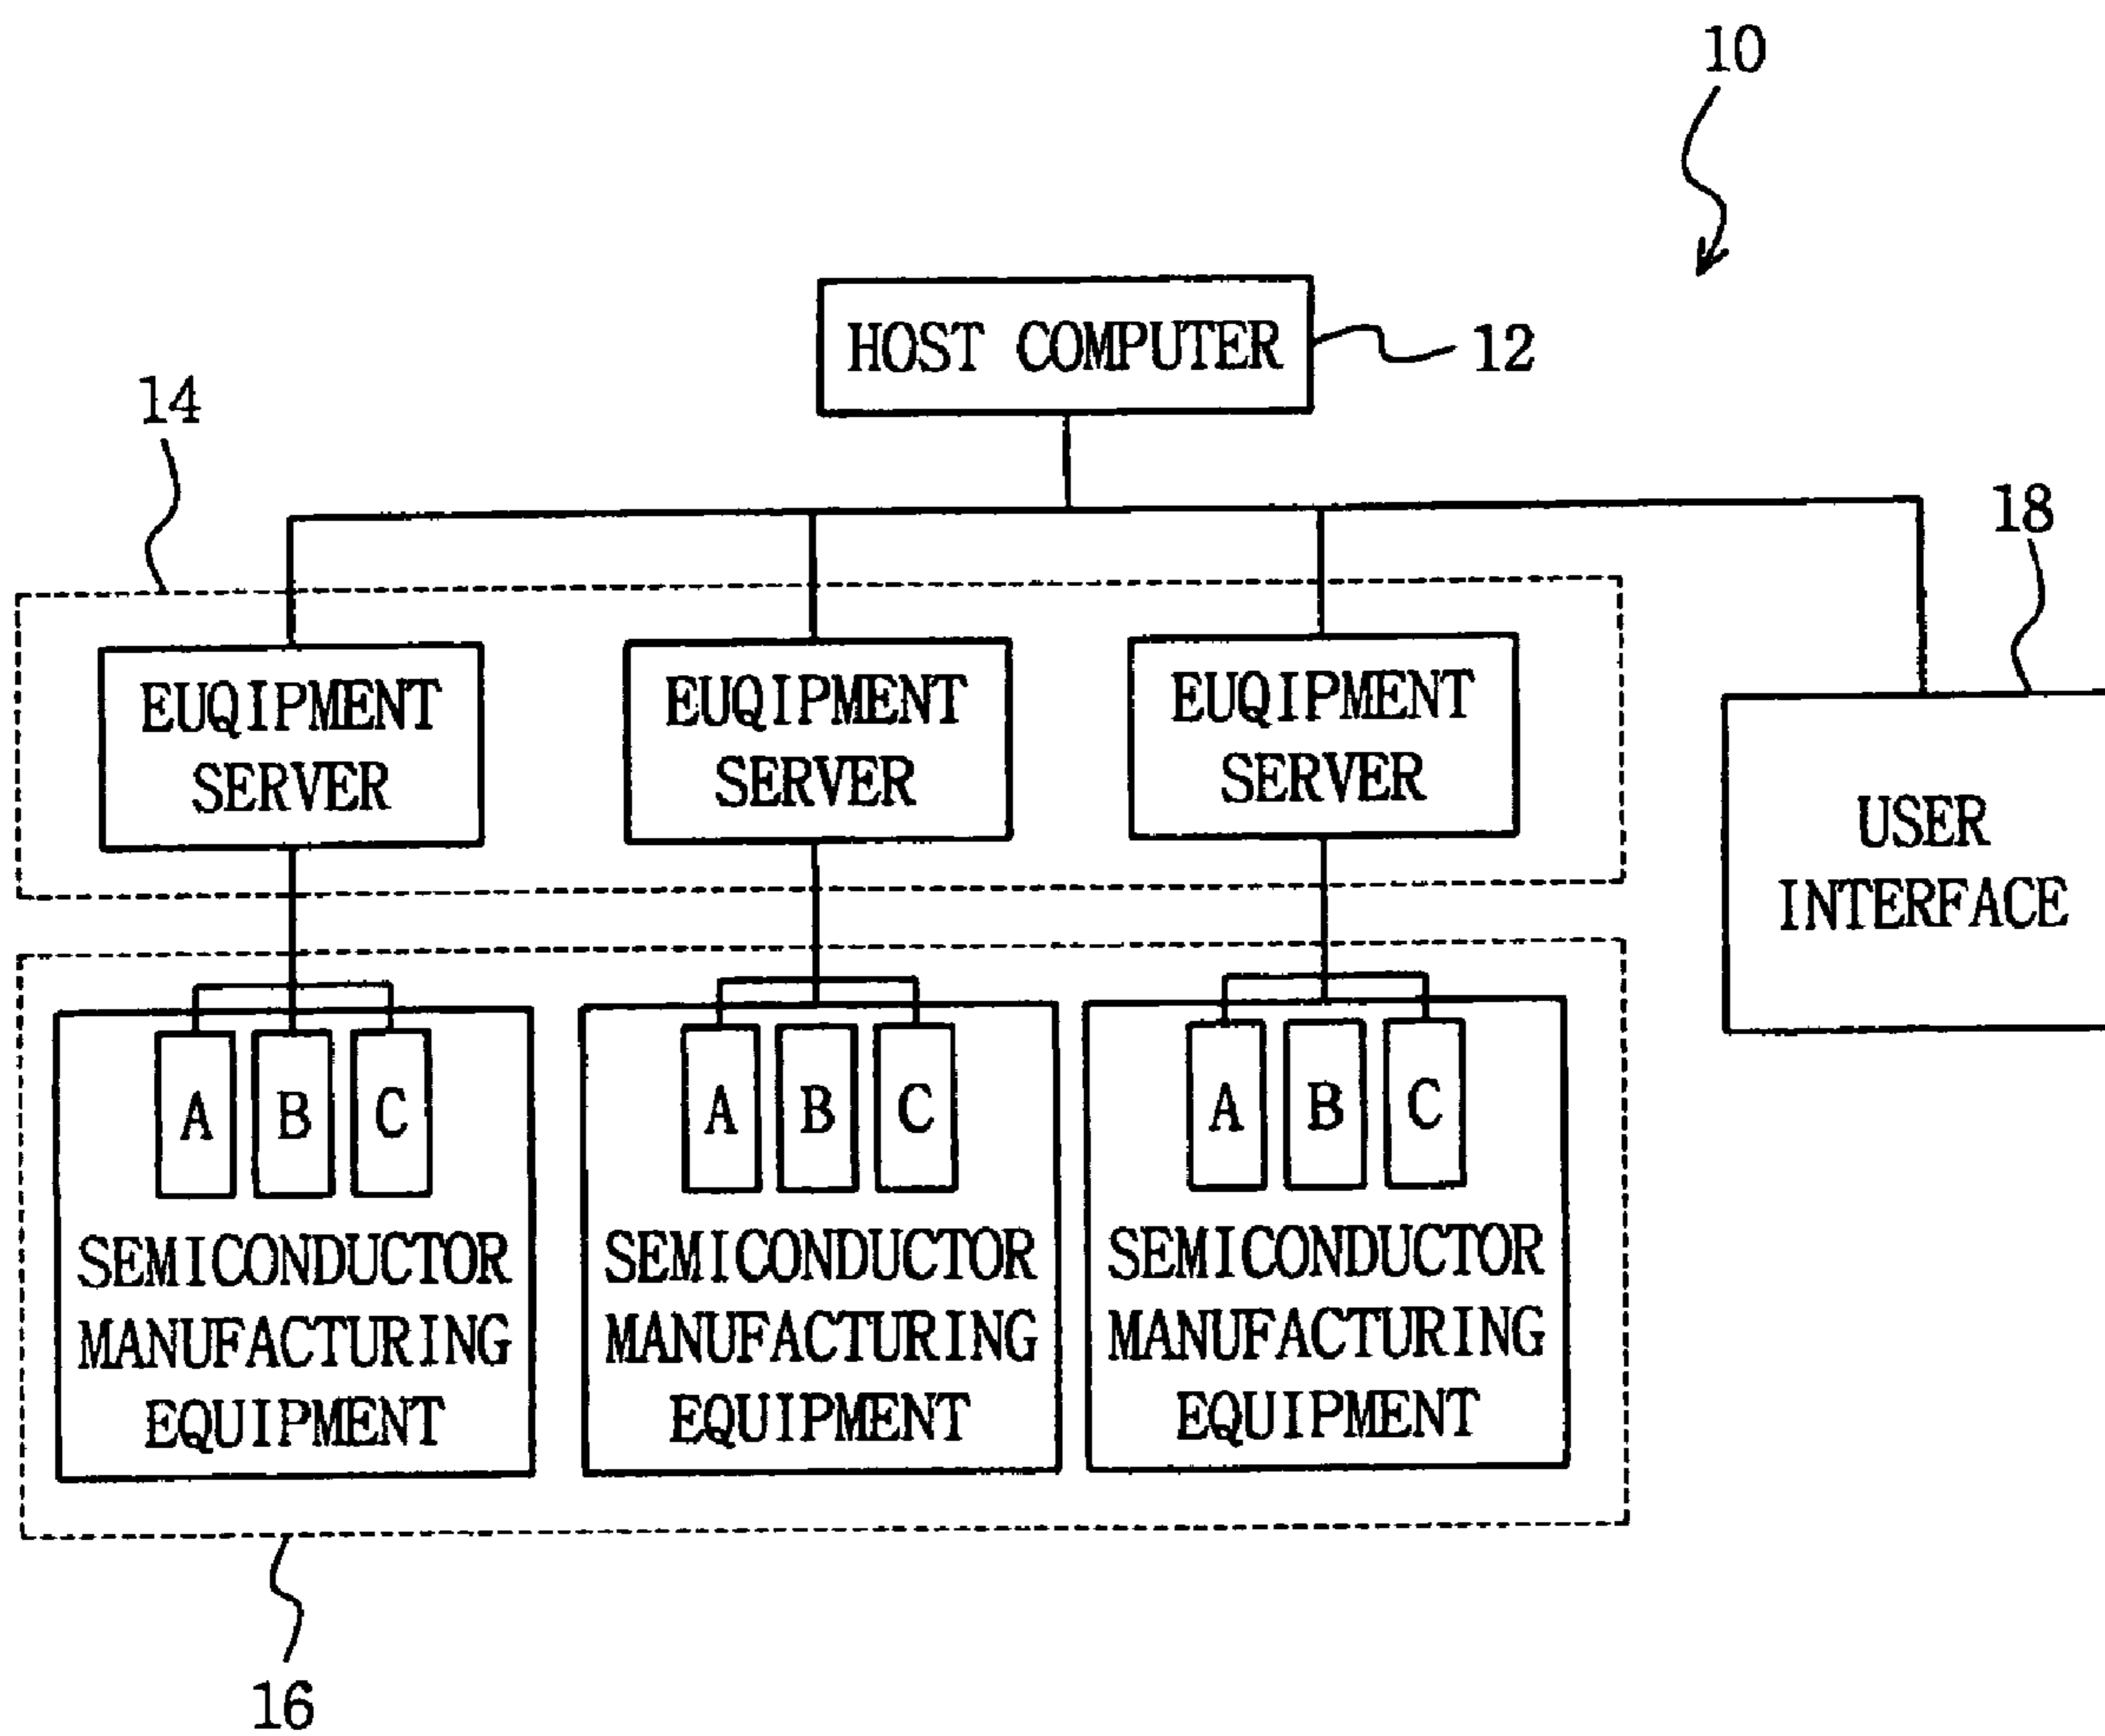 10
HOST COMPUTER
12
14
18
EUQIPMENT
SERVER
EUQIPMENT
SERVER
EUQIPMENT
SERVER
USER
INTERFACE
A B C
SEMICONDUCTOR
MANUFACTURING
EQUIPMENT
A B C
SEMICONDUCTOR
MANUFACTURING
EQUIPMENT
A B C
SEMICONDUCTOR
MANUFACTURING
EQUIPMENT
16